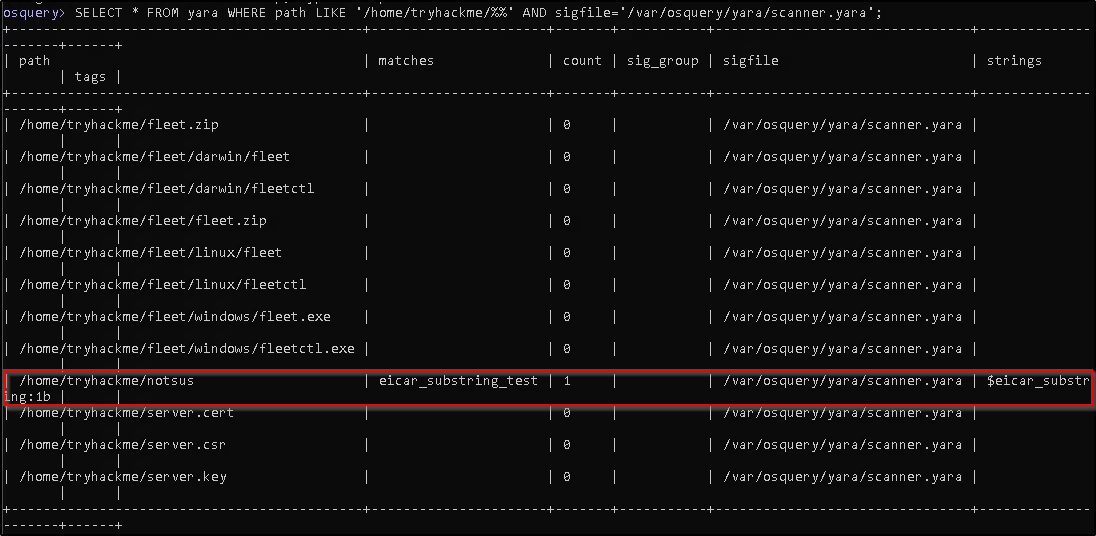 osquery> SELECT * FROM yara WHERE path LIKE '/home/tryhackme/%%' AND sigfile='/var/osquery/yara/scanner.yara';
| path | matches | count | sig_group | sigfile | strings
| tags |
| /home/tryhackme/fleet.zip | | 0 | | /var/osquery/yara/scanner.yara |
| |
| /home/tryhackme/fleet/darwin/fleet | | 0 | | /var/osquery/yara/scanner.yara |
| |
| /home/tryhackme/fleet/darwin/fleetctl | | 0 | | /var/osquery/yara/scanner.yara |
| |
| /home/tryhackme/fleet/fleet.zip | | 0 | | /var/osquery/yara/scanner.yara |
| |
| /home/tryhackme/fleet/linux/fleet | | 0 | | /var/osquery/yara/scanner.yara |
| |
| /home/tryhackme/fleet/linux/fleetctl | | 0 | | /var/osquery/yara/scanner.yara |
| |
| /home/tryhackme/fleet/windows/fleet.exe | | 0 | | /var/osquery/yara/scanner.yara |
| |
| /home/tryhackme/fleet/windows/fleetctl.exe | | 0 | | /var/osquery/yara/scanner.yara |
| |
| /home/tryhackme/notsus | eicar_substring_test | 1 | | /var/osquery/yara/scanner.yara | $eicar_substr
ing:1b | |
| /home/tryhackme/server.cert | | 0 | | /var/osquery/yara/scanner.yara |
| |
| /home/tryhackme/server.csr | | 0 | | /var/osquery/yara/scanner.yara |
| |
| /home/tryhackme/server.key | | 0 | | /var/osquery/yara/scanner.yara |
| |